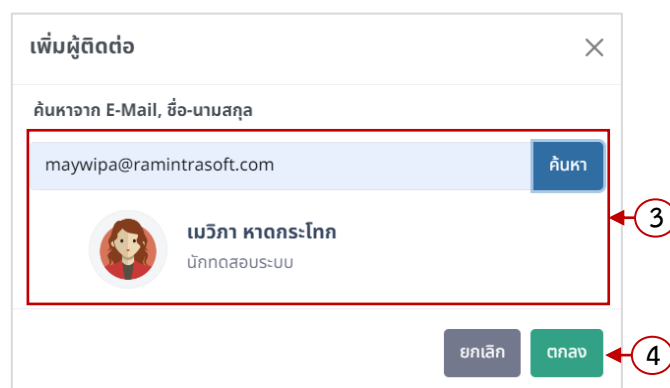 เพิ่มผู้ติดต่อ
ค้นหาจาก E-Mail, ชื่อ-นามสกุล
maywipa@ramintrasoft.com ค้นหา
3
เมวิภา หาดกระโทก
นักทดสอบระบบ
ยกเลิก ตกลง 4